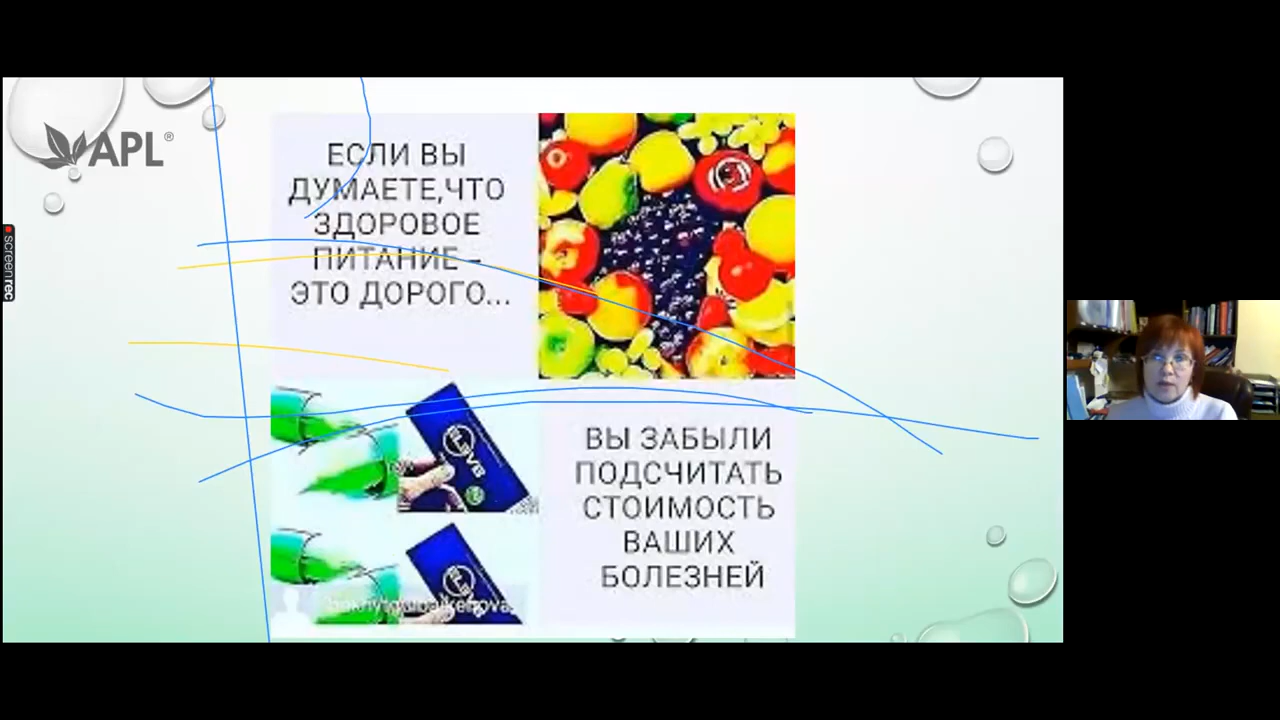 APL®
screenrec
ЕСЛИ ВЫ
ДУМАЕТЕ,ЧТО
ЗДОРОВОЕ
ПИТАНИЕ –
ЭТО ДОРОГО...
ВЫ ЗАБЫЛИ
ПОДСЧИТАТЬ
СТОИМОСТЬ
ВАШИХ
БОЛЕЗНЕЙ